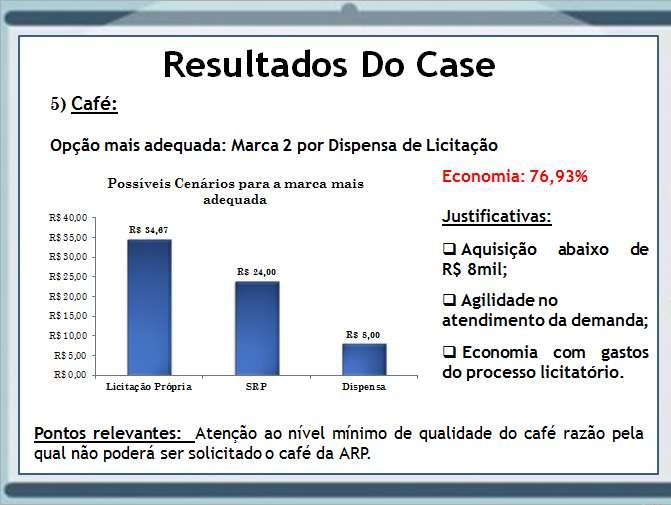 Resultados Do Case
5) Café:
Opção mais adequada: Marca 2 por Dispensa de Licitação
Economia: 76,93%
Possíveis Cenários para a marca mais
adequada
R$ 40,00
R$ 35,00
R$ 30,00
R$ 25,00
R$ 20,00
R$ 15,00
R$ 10,00
R$ 5,00
R$ 0,00
R$ 34,67
R$ 24,00
R$ 8,00
Licitação Própria
SRP
Dispensa
Justificativas:
❑ Aquisição abaixo de
R$ 8mil;
❑ Agilidade no
atendimento da demanda;
❑ Economia com gastos
do processo licitatório.
Pontos relevantes: Atenção ao nível mínimo de qualidade do café razão pela
qual não poderá ser solicitado o café da ARP.